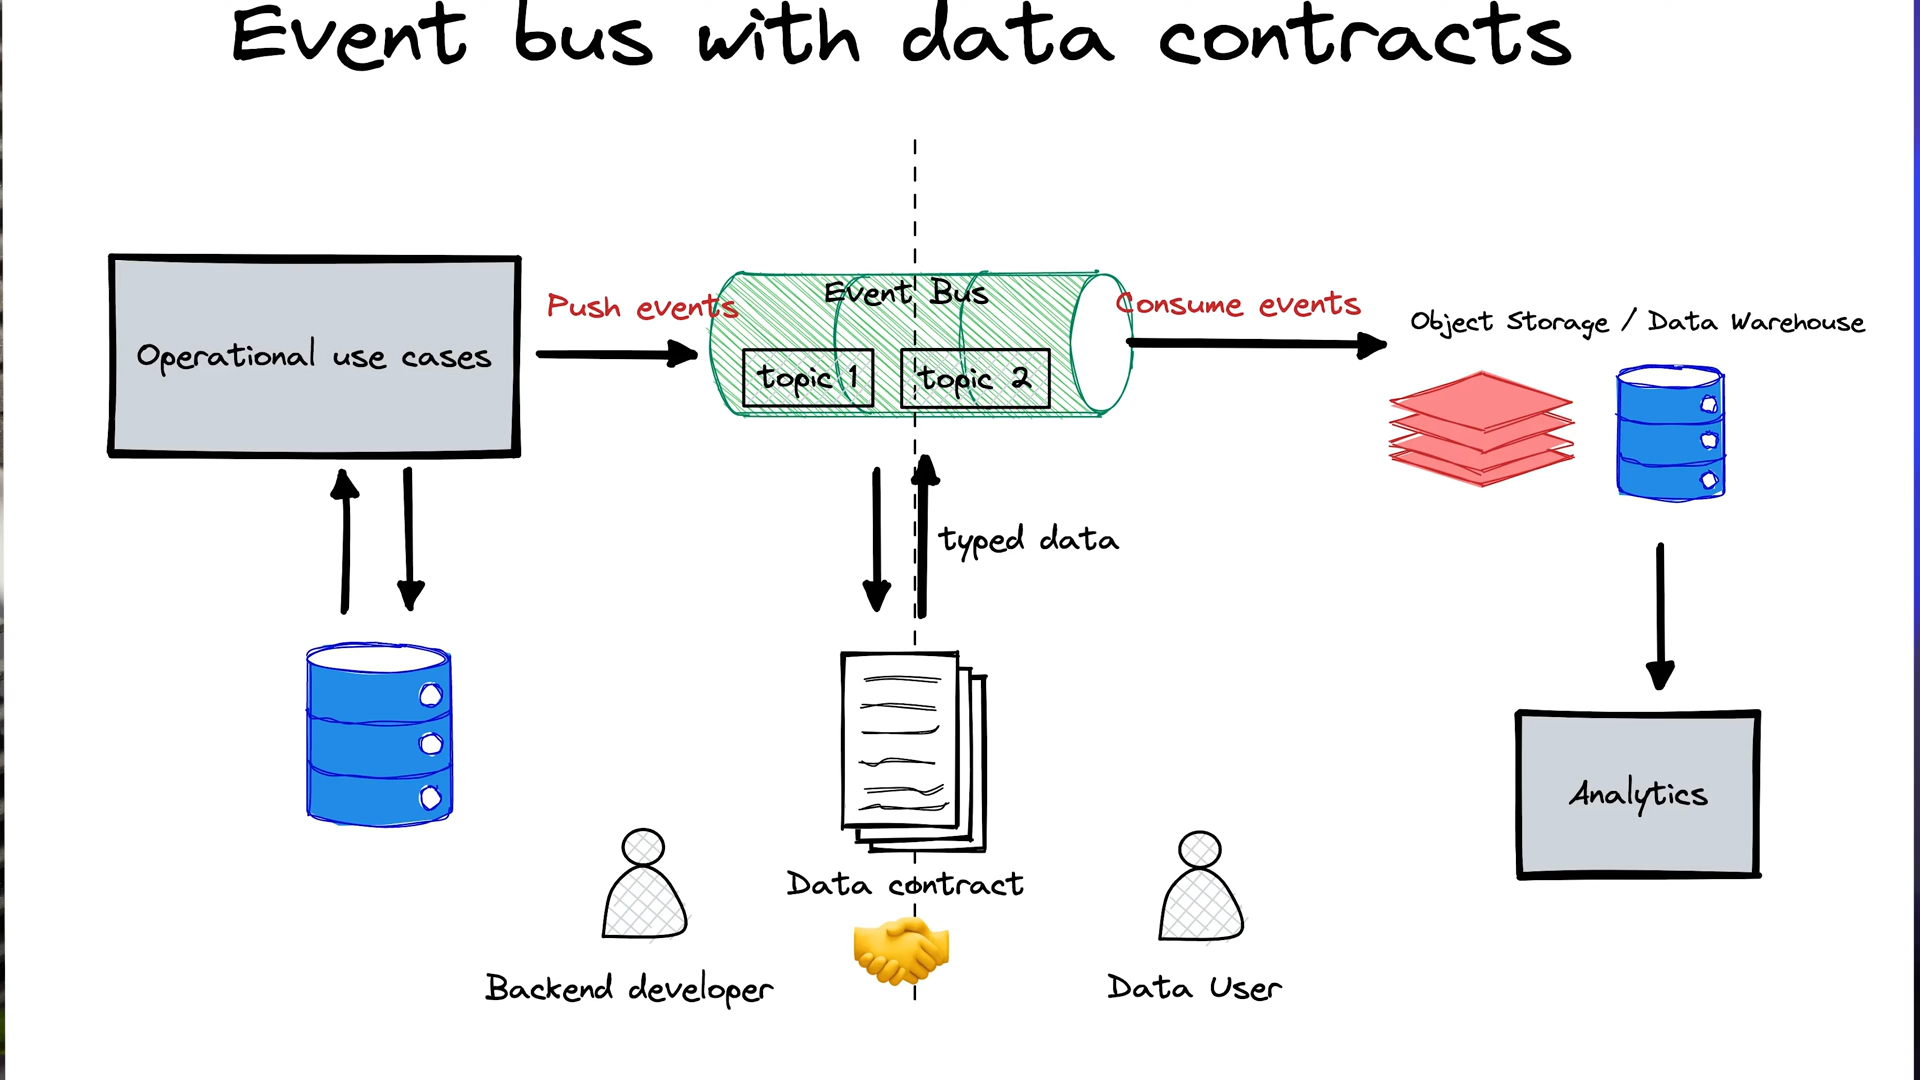 Event bus with data contracts
Operational use cases
Push events
Event Bus
topic 1
topic 2
Consume events
Object Storage / Data Warehouse
typed data
Analytics
Data contract
Backend developer
Data User